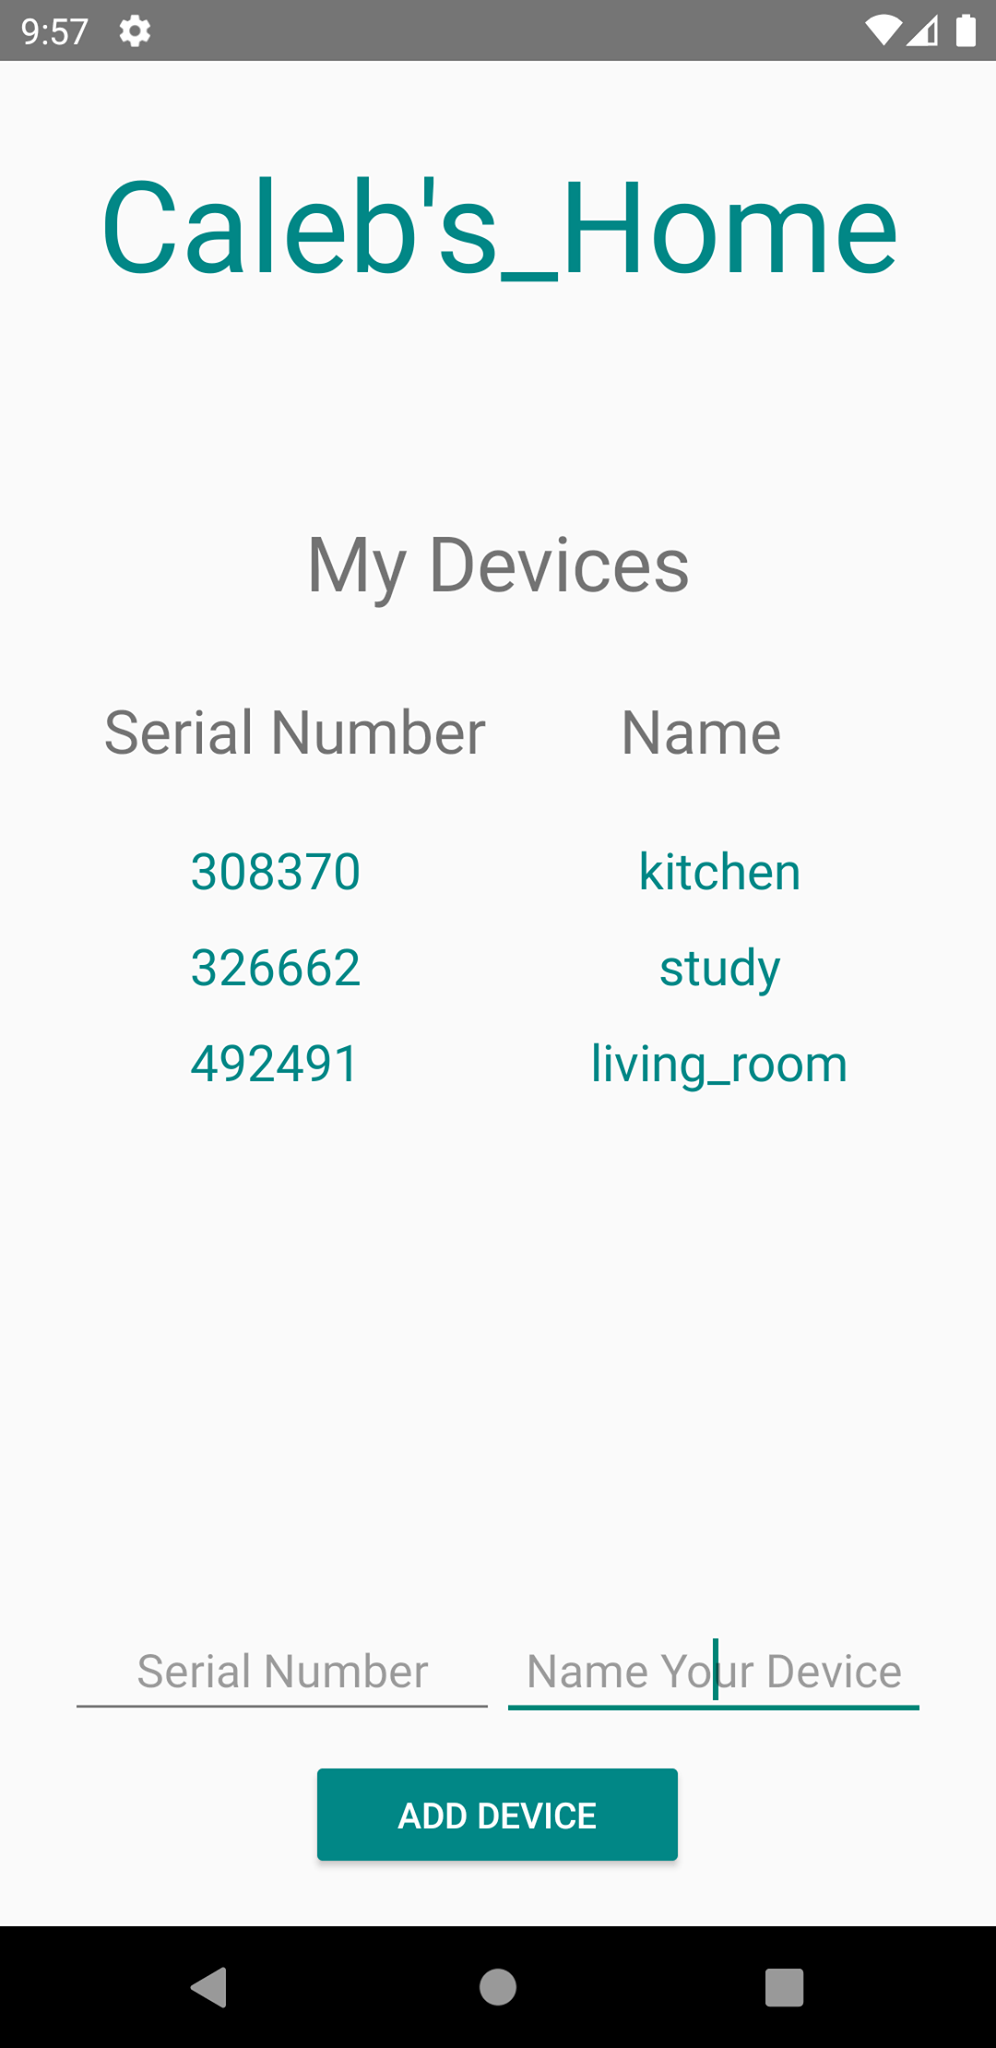 9:57
Caleb's_Home
My Devices
Serial Number Name
308370 kitchen
326662 study
492491 living_room
Serial Number Name Your Device
ADD DEVICE